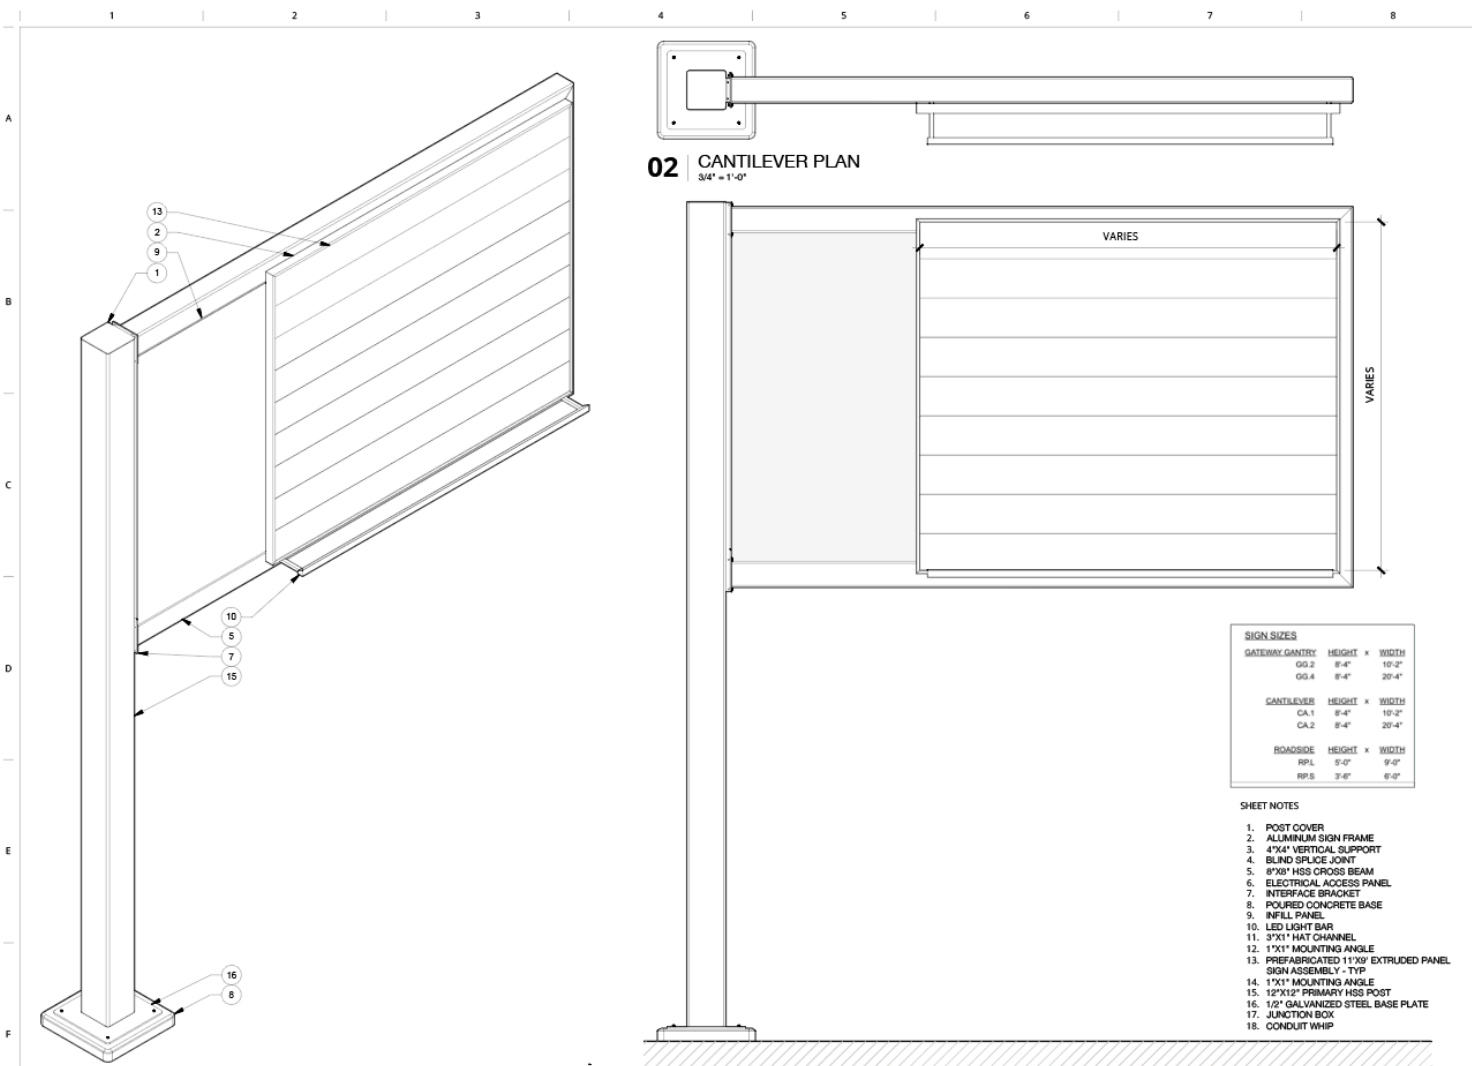 1 2 3 4 5 6 7 8
A
B
C
D
E
F
13
2
9
1
10
5
7
15
16
8
02 CANTILEVER PLAN
3/4" = 1'-0"
VARIES
VARIES
SIGN SIZES
GATEWAY GANTRY HEIGHT x WIDTH
GG.2 8'-4" 10'-2"
GG.4 8'-4" 20'-4"
CANTILEVER HEIGHT x WIDTH
CA.1 8'-4" 10'-2"
CA.2 8'-4" 20'-4"
ROADSIDE HEIGHT x WIDTH
RP.L 5'-0" 9'-0"
RP.S 3'-6" 6'-0"
SHEET NOTES
1. POST COVER
2. ALUMINUM SIGN FRAME
3. 4"X4" VERTICAL SUPPORT
4. BLIND SPLICE JOINT
5. 8"X8" HSS CROSS BEAM
6. ELECTRICAL ACCESS PANEL
7. INTERFACE BRACKET
8. POURED CONCRETE BASE
9. INFILL PANEL
10. LED LIGHT BAR
11. 3"X1" HAT CHANNEL
12. 1"X1" MOUNTING ANGLE
13. PREFABRICATED 11'X9' EXTRUDED PANEL
SIGN ASSEMBLY - TYP
14. 1"X1" MOUNTING ANGLE
15. 12"X12" PRIMARY HSS POST
16. 1/2" GALVANIZED STEEL BASE PLATE
17. JUNCTION BOX
18. CONDUIT WHIP